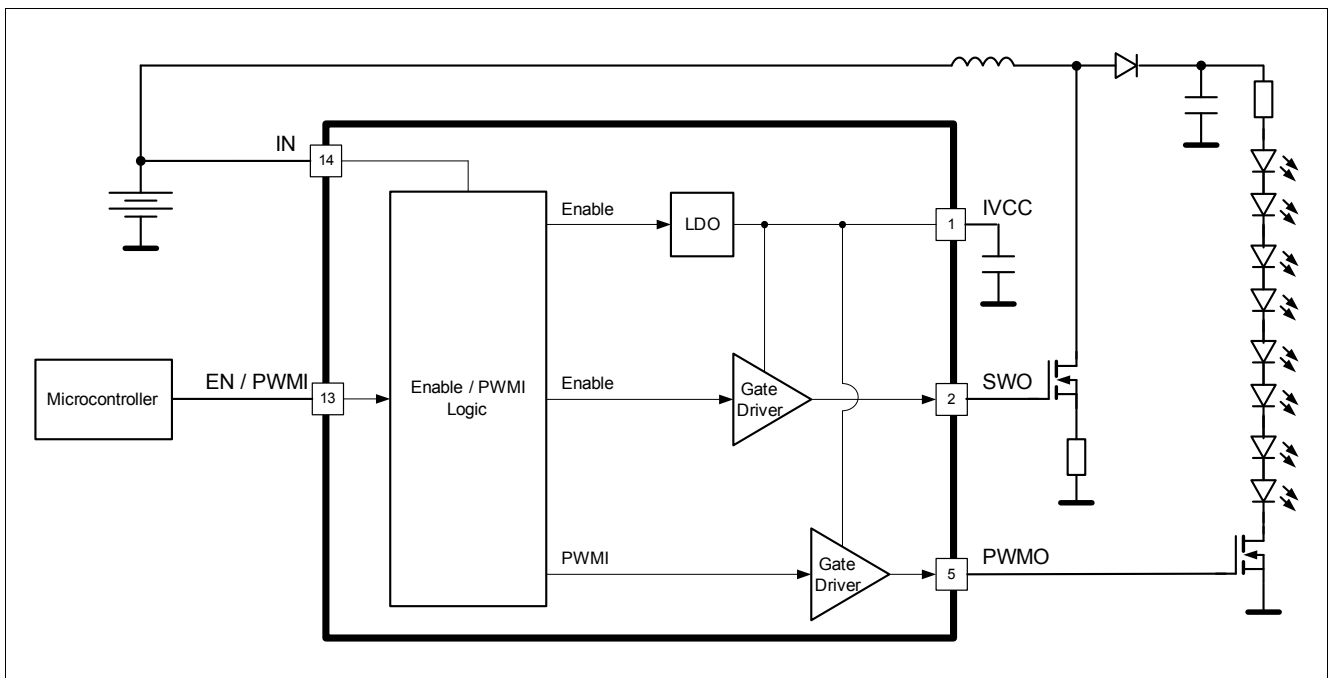 IN
14
Enable
LDO
1
IVCC
Microcontroller
EN / PWMI
13
Enable / PWMI
Logic
Enable
Gate
Driver
2
SWO
PWMI
Gate
Driver
5
PWMO